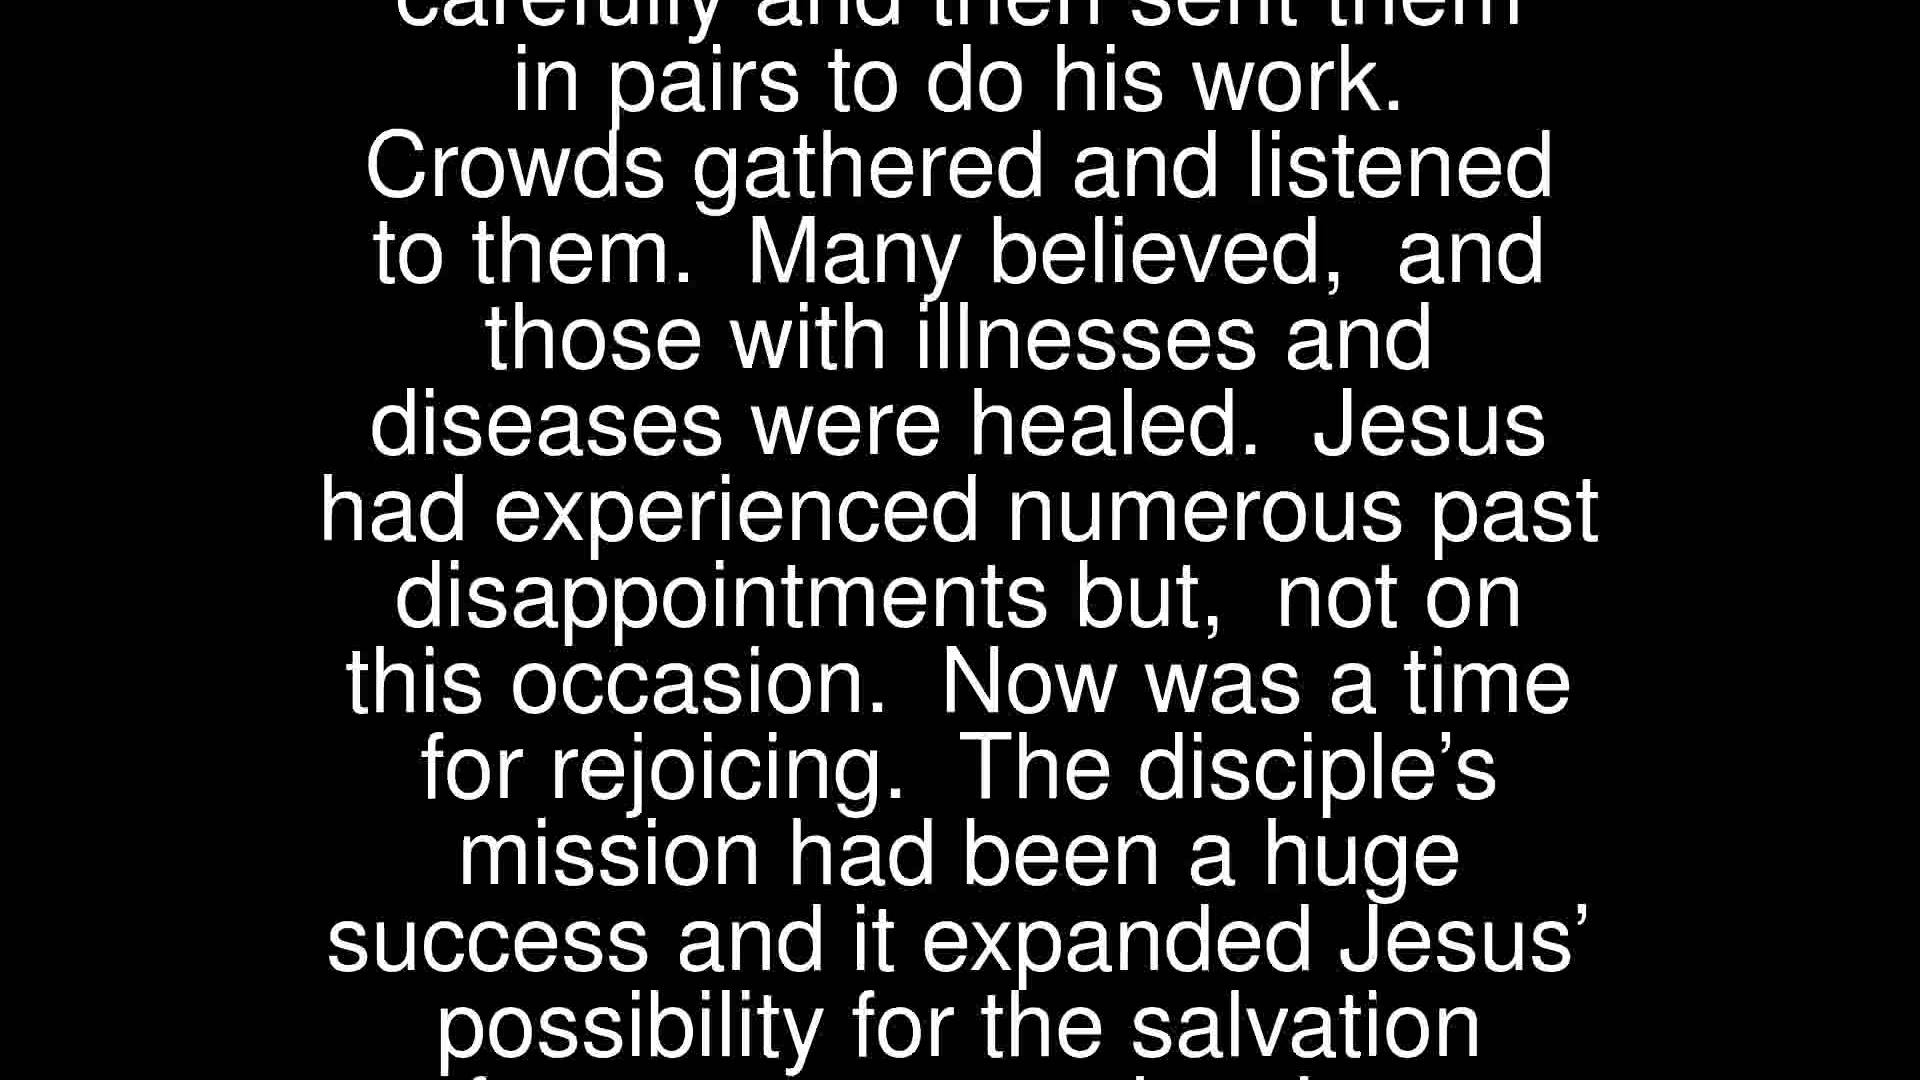 carefully and then sent them
in pairs to do his work.
Crowds gathered and listened
to them.  Many believed,  and
those with illnesses and
diseases were healed.  Jesus
had experienced numerous past
disappointments but,  not on
this occasion.  Now was a time
for rejoicing.  The disciple’s
mission had been a huge
success and it expanded Jesus’
possibility for the salvation